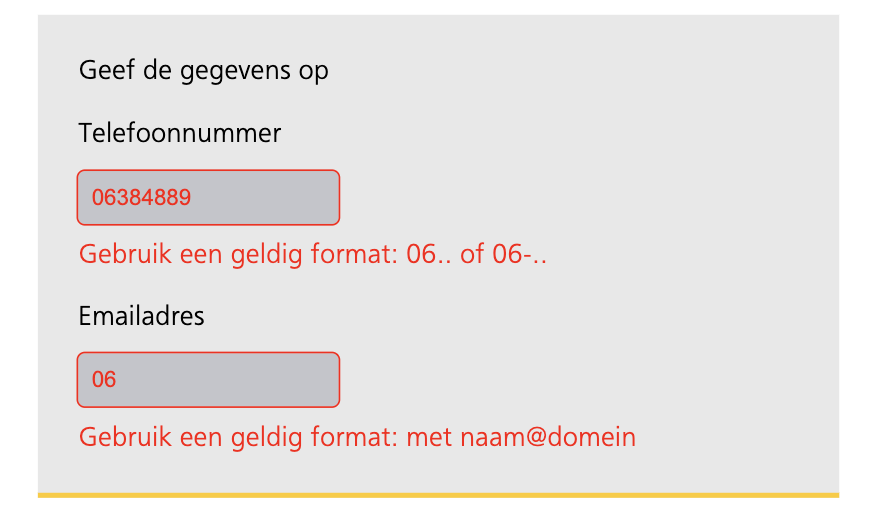 Geef de gegevens op
Telefoonnummer
06384889
Gebruik een geldig format: 06.. of 06-..
Emailadres
06
Gebruik een geldig format: met naam@domein